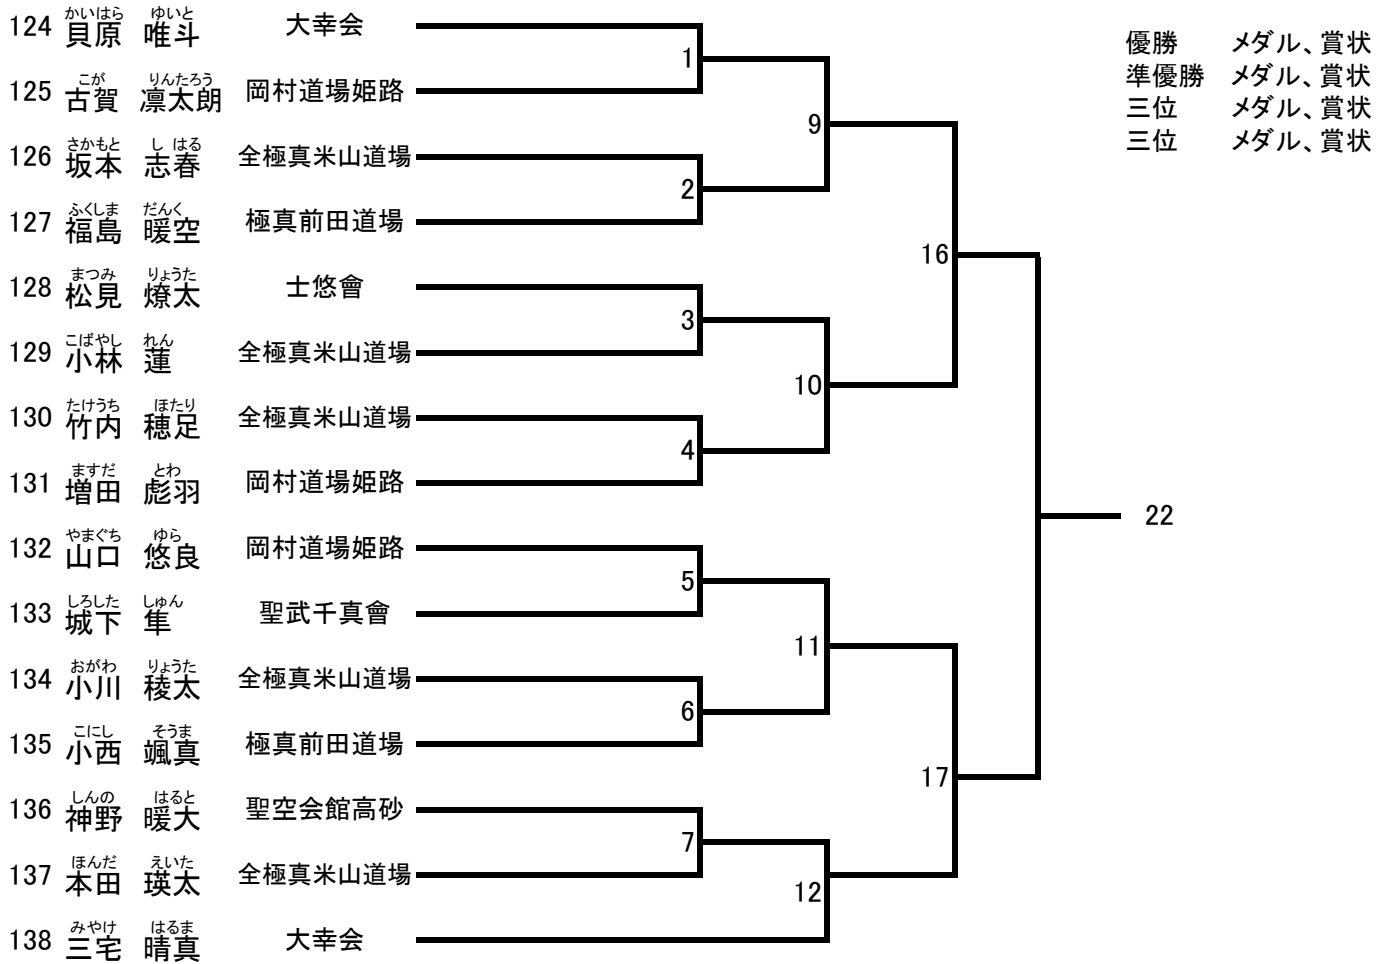 かいはら ゆいと
124 貝原 唯斗 大幸会
こが りんたろう
125 古賀 凛太朗 岡村道場姫路
さかもと しはる
126 坂本 志春 全極真米山道場
ふくしま だんく
127 福島 暖空 極真前田道場
まつみ りょうた
128 松見 燎太 士悠會
こばやし れん
129 小林 蓮 全極真米山道場
たけうち ほたり
130 竹内 穂足 全極真米山道場
ますだ とわ
131 増田 彪羽 岡村道場姫路
やまぐち ゆら
132 山口 悠良 岡村道場姫路
しろした しゅん
133 城下 隼 聖武千真會
おがわ りょうた
134 小川 稜太 全極真米山道場
こにし そうま
135 小西 颯真 極真前田道場
しんの はると
136 神野 暖大 聖空会館高砂
ほんだ えいた
137 本田 瑛太 全極真米山道場
みやけ はるま
138 三宅 晴真 大幸会
1
2
3
4
5
6
7
9
10
11
12
16
17
22
優勝 メダル、賞状
準優勝 メダル、賞状
三位 メダル、賞状
三位 メダル、賞状